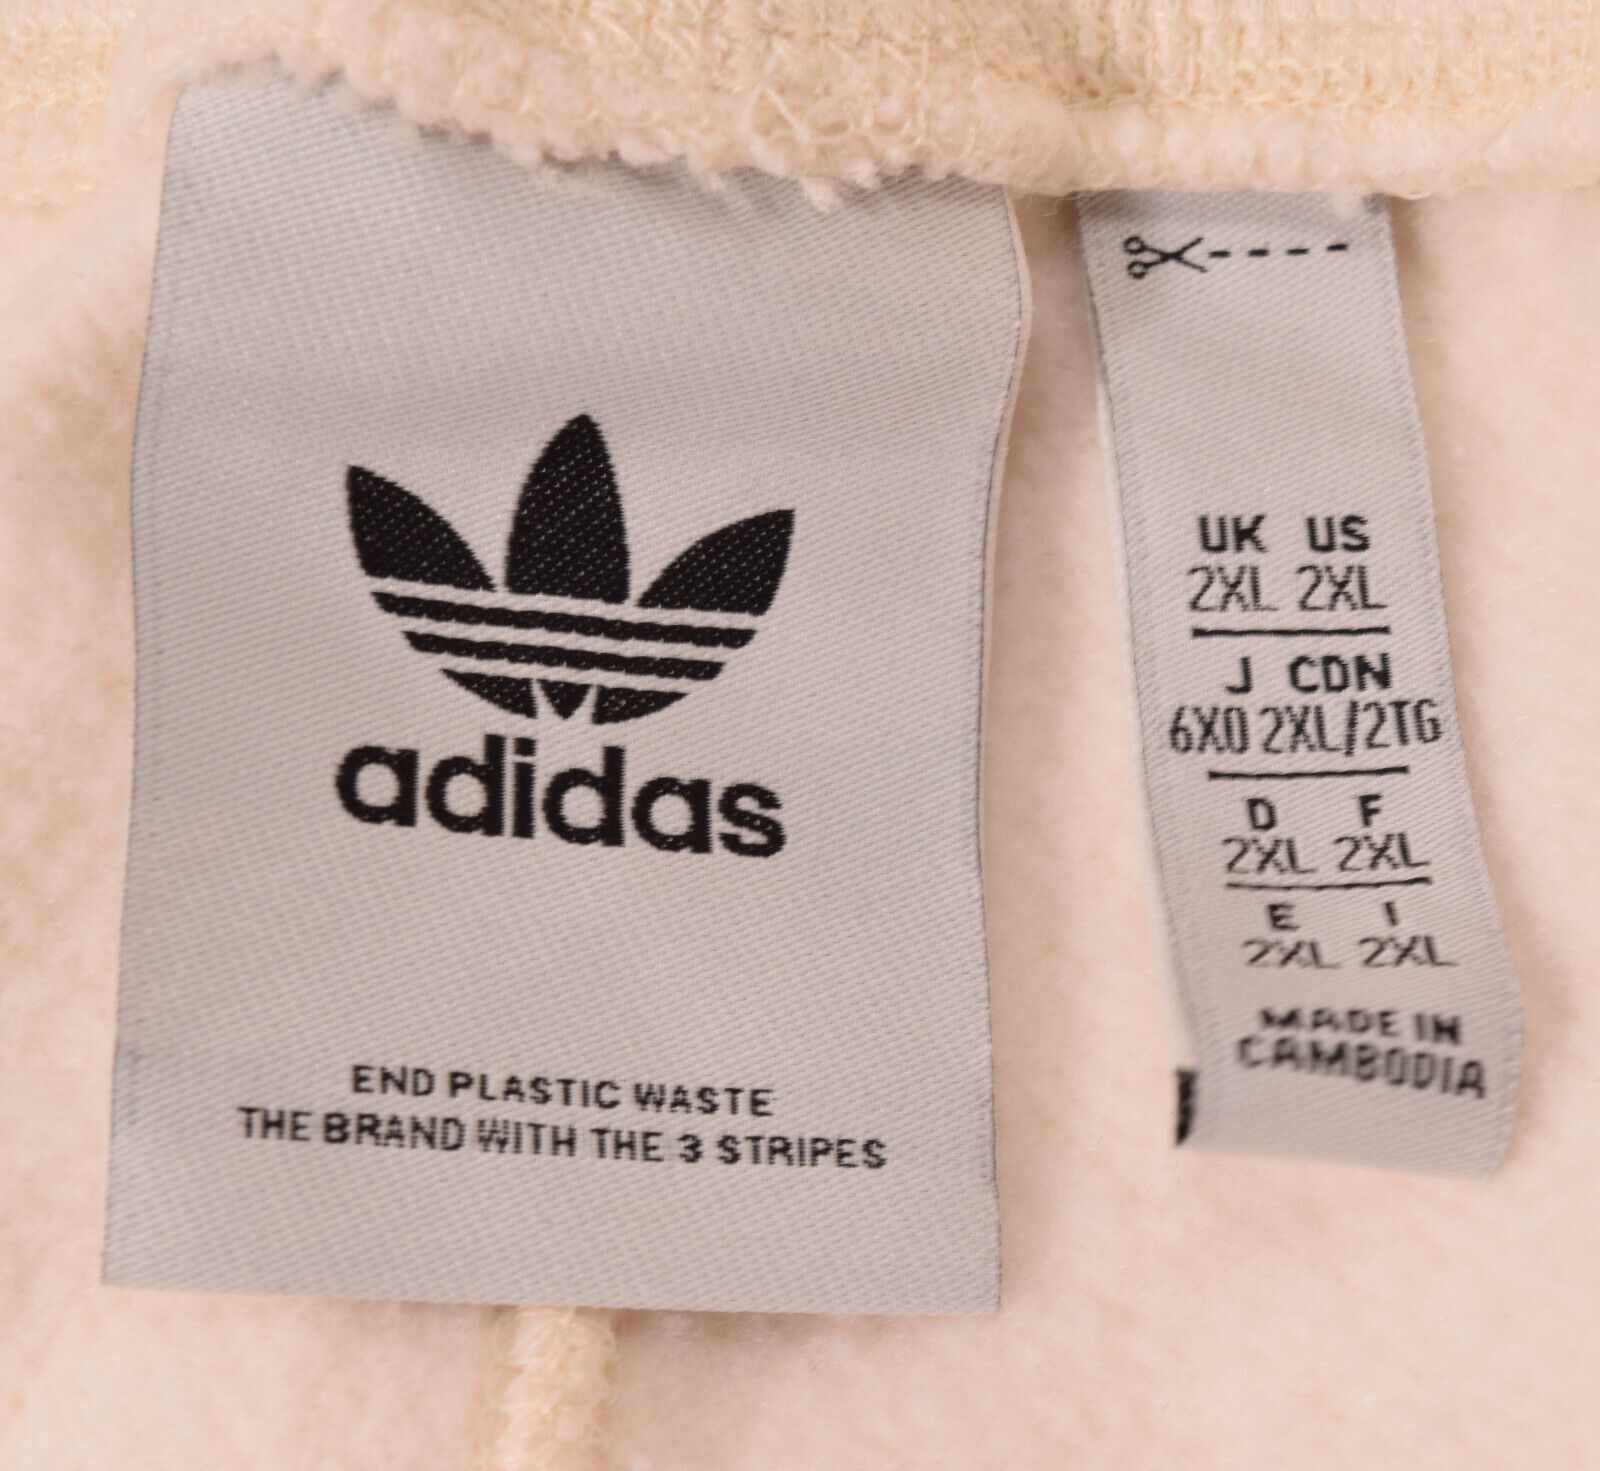 adidas
END PLASTIC WASTE
THE BRAND WITH THE 3 STRIPES
UK US
2XL 2XL
J CDN
6XO 2XL/2TG
D F
2XL 2XL
E I
2XL 2XL
MADE IN
CAMBODIA